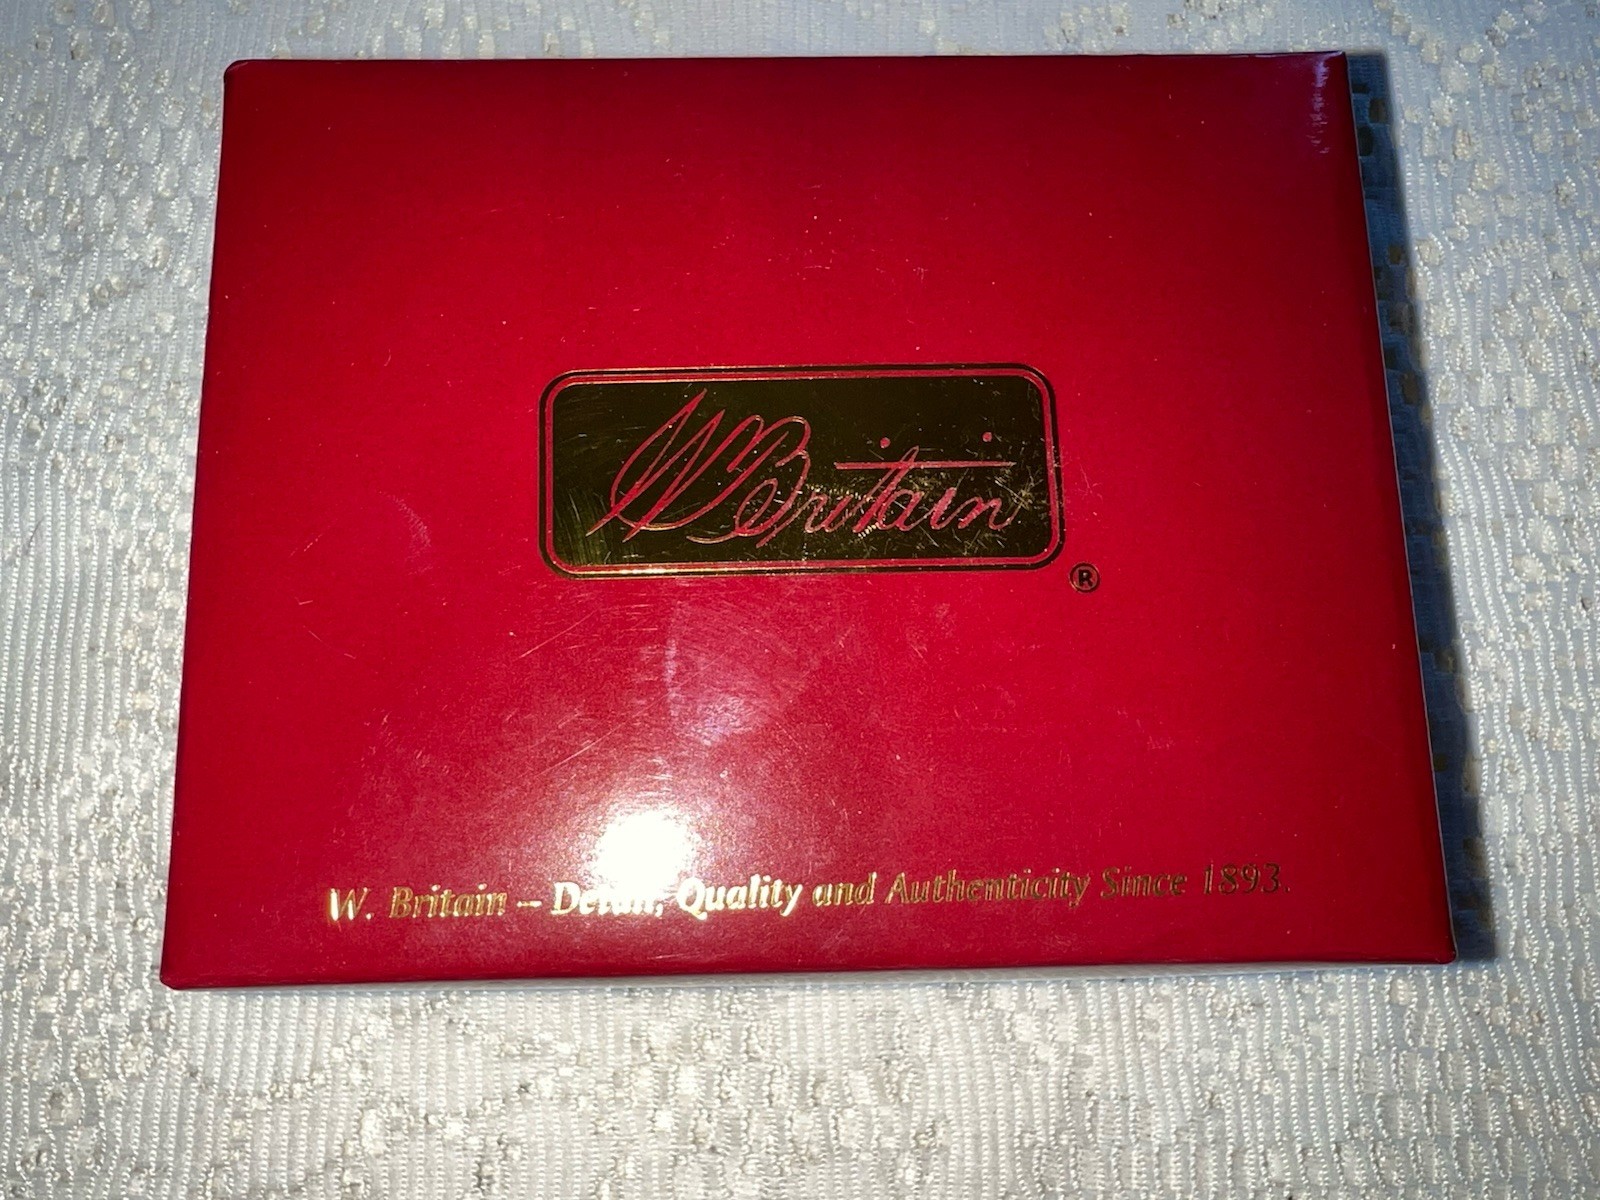 W Britain
®
W. Britain – Detail, Quality and Authenticity Since 1893.